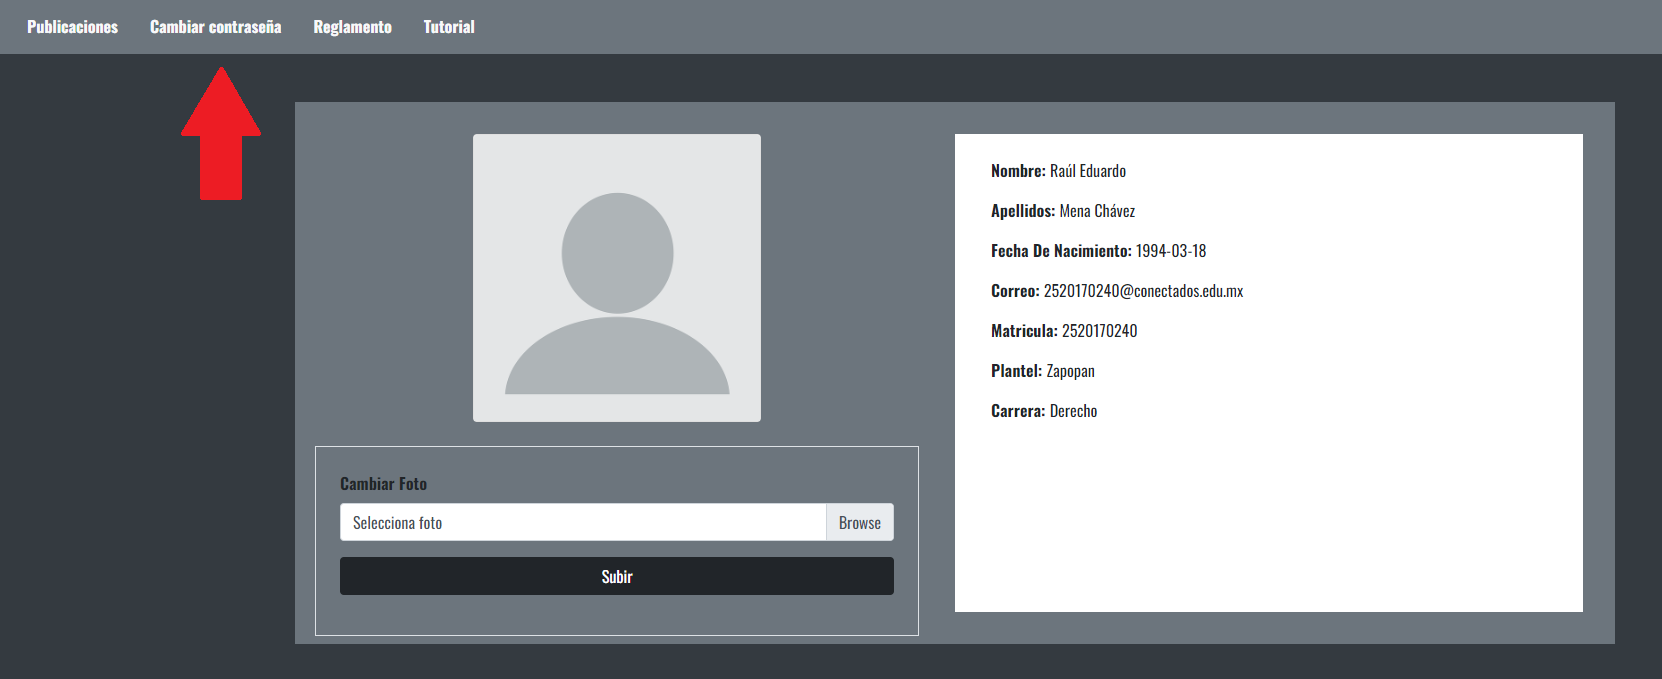 Publicaciones Cambiar contraseña Reglamento Tutorial
Nombre: Raúl Eduardo
Apellidos: Mena Chávez
Fecha De Nacimiento: 1994-03-18
Correo: 2520170240@conectados.edu.mx
Matricula: 2520170240
Plantel: Zapopan
Carrera: Derecho
Cambiar Foto
Selecciona foto Browse
Subir